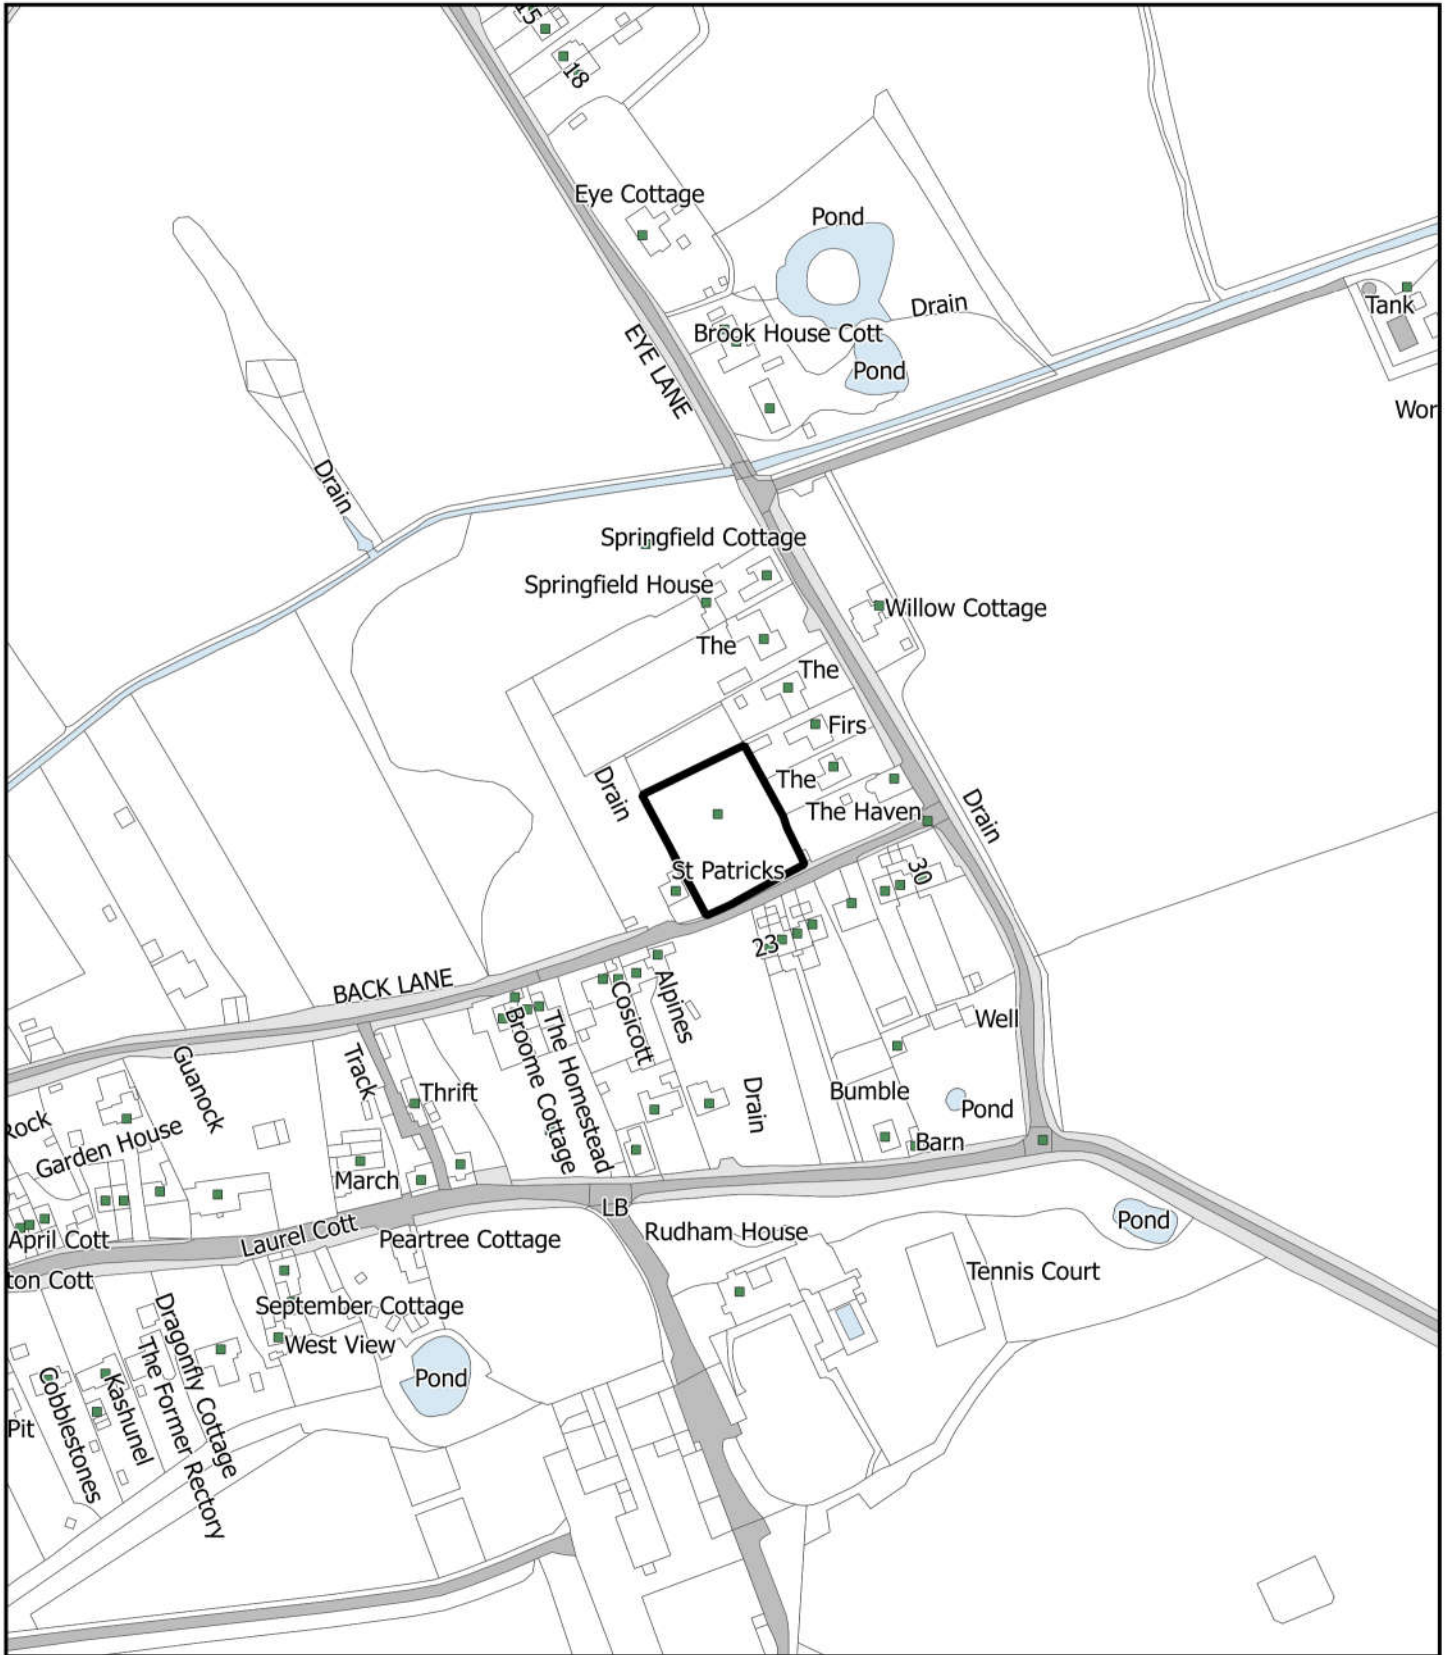 15
18
Eye Cottage
Pond
Drain
Tank
EYE LANE
Brook House Cott
Pond
Wor
Drain
Springfield Cottage
Springfield House
Willow Cottage
The
The
Firs
Drain
The
The Haven
Drain
St Patricks
30
23
BACK LANE
Alpines
Cosicott
Broome Cottage
The Homestead
Well
Guanock
Track
Thrift
Drain
Bumble
Pond
Rock
Garden House
Barn
March
LB
April Cott
Laurel Cott
Peartree Cottage
Rudham House
Pond
ton Cott
Tennis Court
September Cottage
West View
Dragonfly Cottage
The Former Rectory
Pond
Cobblestones
Kashunel
Pit